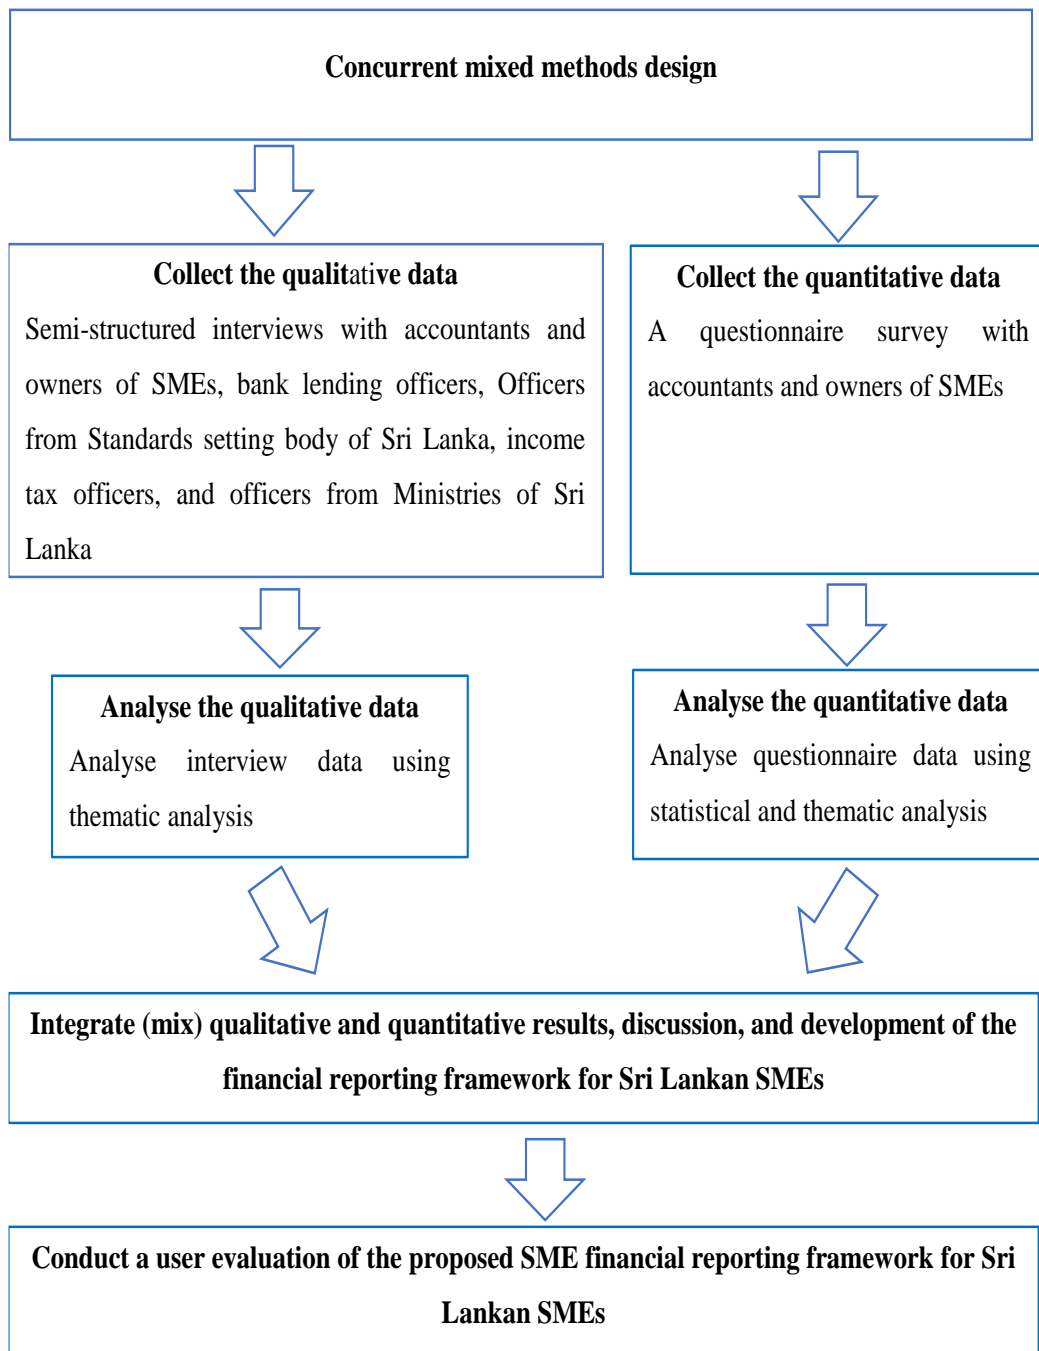 Concurrent mixed methods design
Collect the qualitative data
Semi-structured interviews with accountants and
owners of SMEs, bank lending officers, Officers
from Standards setting body of Sri Lanka, income
tax officers, and officers from Ministries of Sri
Lanka
Collect the quantitative data
A questionnaire survey with
accountants and owners of SMEs
Analyse the qualitative data
Analyse interview data using
thematic analysis
Analyse the quantitative data
Analyse questionnaire data using
statistical and thematic analysis
Integrate (mix) qualitative and quantitative results, discussion, and development of the
financial reporting framework for Sri Lankan SMEs
Conduct a user evaluation of the proposed SME financial reporting framework for Sri
Lankan SMEs